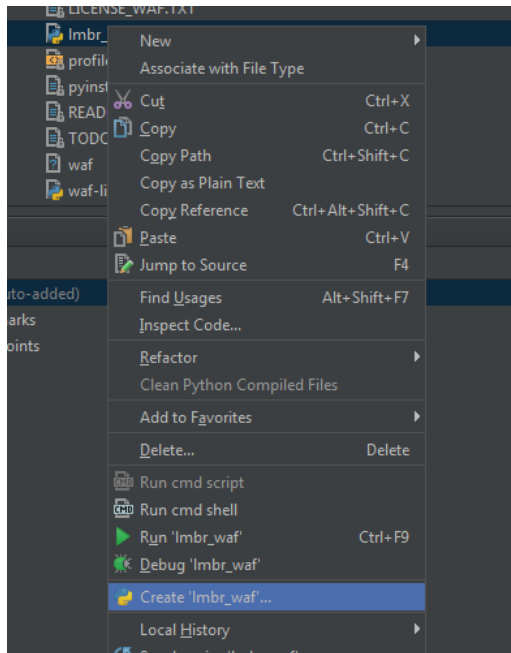 LICENSE_WAF.TXT
lmbr_
profile
pyinst
READ
TODO
waf
waf-li
uto-added)
arks
oints
New
Associate with File Type
Cut Ctrl+X
Copy Ctrl+C
Copy Path Ctrl+Shift+C
Copy as Plain Text
Copy Reference Ctrl+Alt+Shift+C
Paste Ctrl+V
Jump to Source F4
Find Usages Alt+Shift+F7
Inspect Code...
Refactor
Clean Python Compiled Files
Add to Favorites
Delete... Delete
Run cmd script
Run cmd shell
Run 'lmbr_waf' Ctrl+F9
Debug 'lmbr_waf'
Create 'lmbr_waf'...
Local History